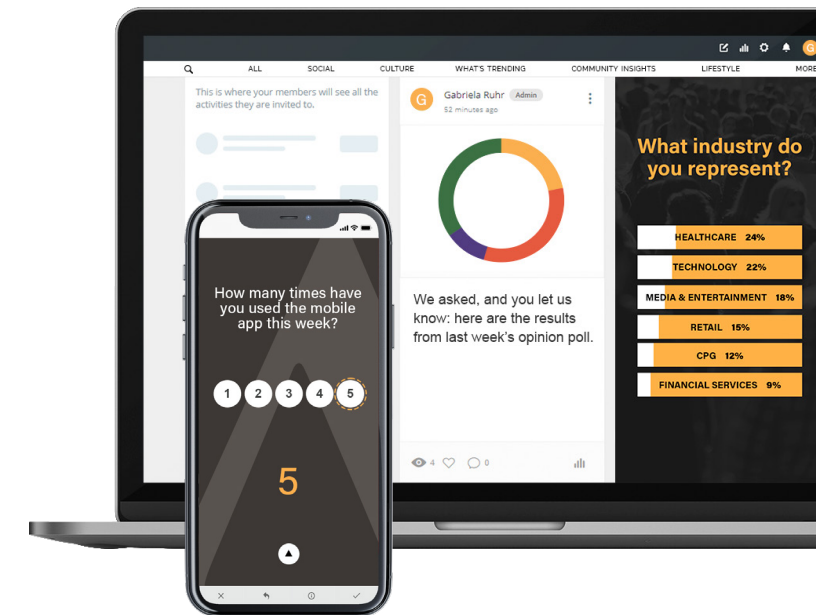 G
ALL SOCIAL CULTURE WHAT'S TRENDING COMMUNITY INSIGHTS LIFESTYLE MORE
This is where your members will see all the
activities they are invited to.
G
Gabriela Ruhr Admin
52 minutes ago
We asked, and you let us
know: here are the results
from last week's opinion poll.
4 0
What industry do
you represent?
HEALTHCARE 24%
TECHNOLOGY 22%
MEDIA & ENTERTAINMENT 18%
RETAIL 15%
CPG 12%
FINANCIAL SERVICES 9%
How many times have
you used the mobile
app this week?
1 2 3 4 5
5